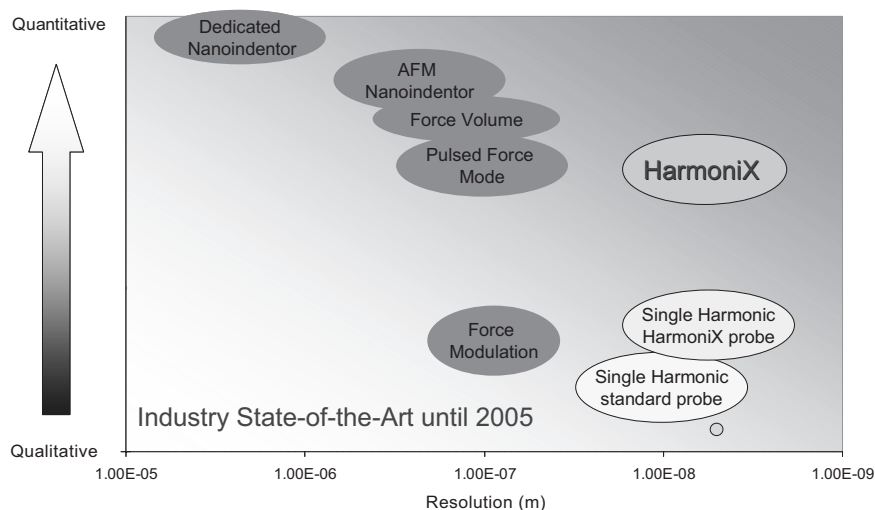 Quantitative
Dedicated
Nanoindentor
AFM
Nanoindentor
Force Volume
Pulsed Force
Mode
HarmoniX
Single Harmonic
HarmoniX probe
Force
Modulation
Single Harmonic
standard probe
Industry State-of-the-Art until 2005
Qualitative
1.00E-05 1.00E-06 1.00E-07 1.00E-08 1.00E-09
Resolution (m)